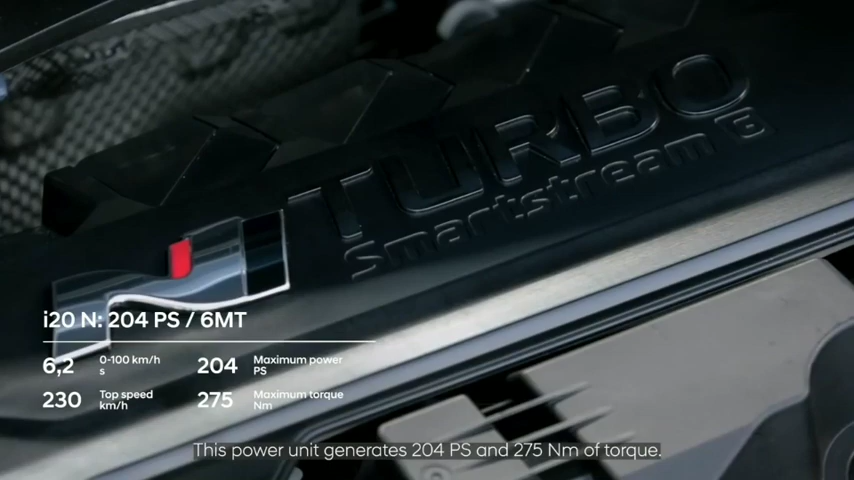 TURBO
Smartstream G
i20 N: 204 PS / 6MT
6,2 0-100 km/h
s
204 Maximum power
PS
230 Top speed
km/h
275 Maximum torque
Nm
This power unit generates 204 PS and 275 Nm of torque.